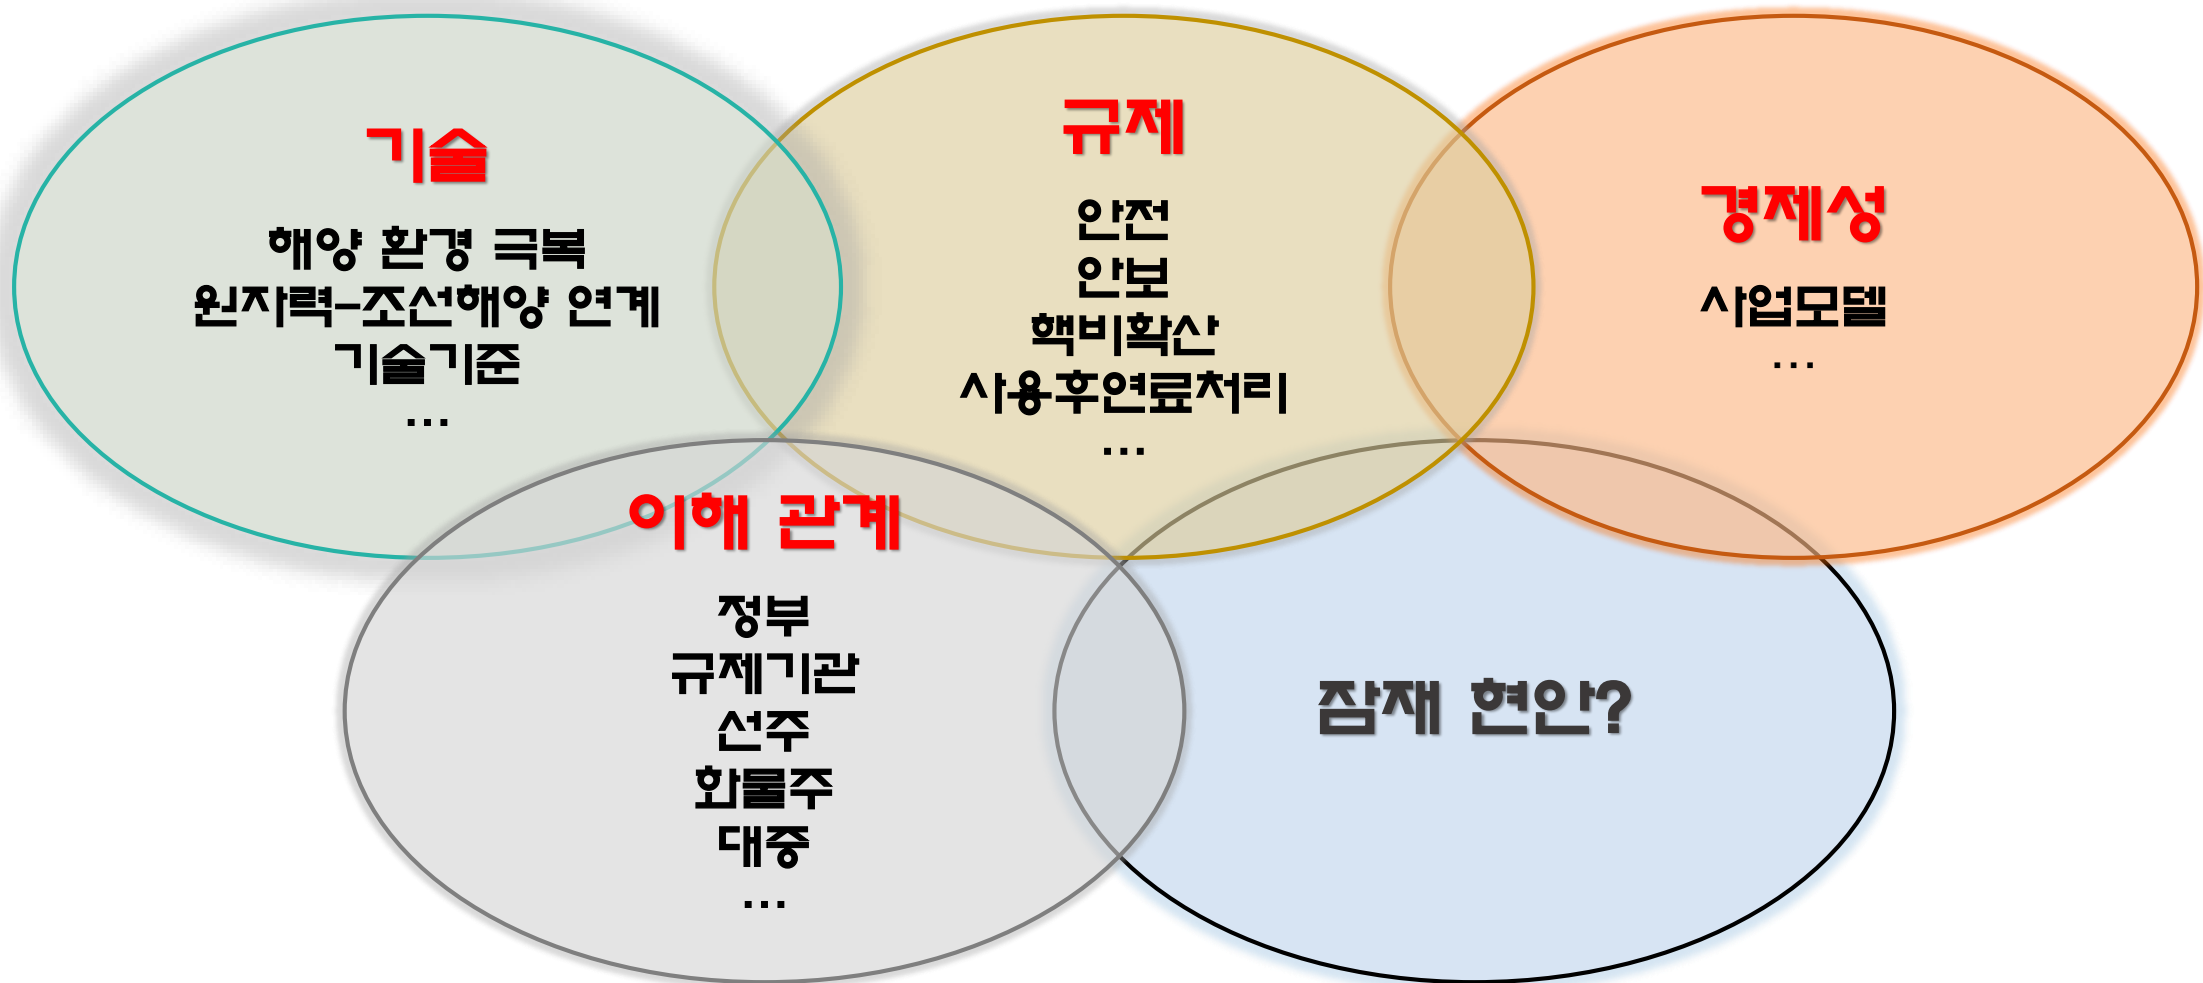 기술
해양 환경 극복
원자력-조선해양 연계
기술기준
...
규제
안전
안보
핵비확산
사용후연료처리
...
경제성
사업모델
...
이해 관계
정부
규제기관
선주
화물주
대중
...
잠재 현안?